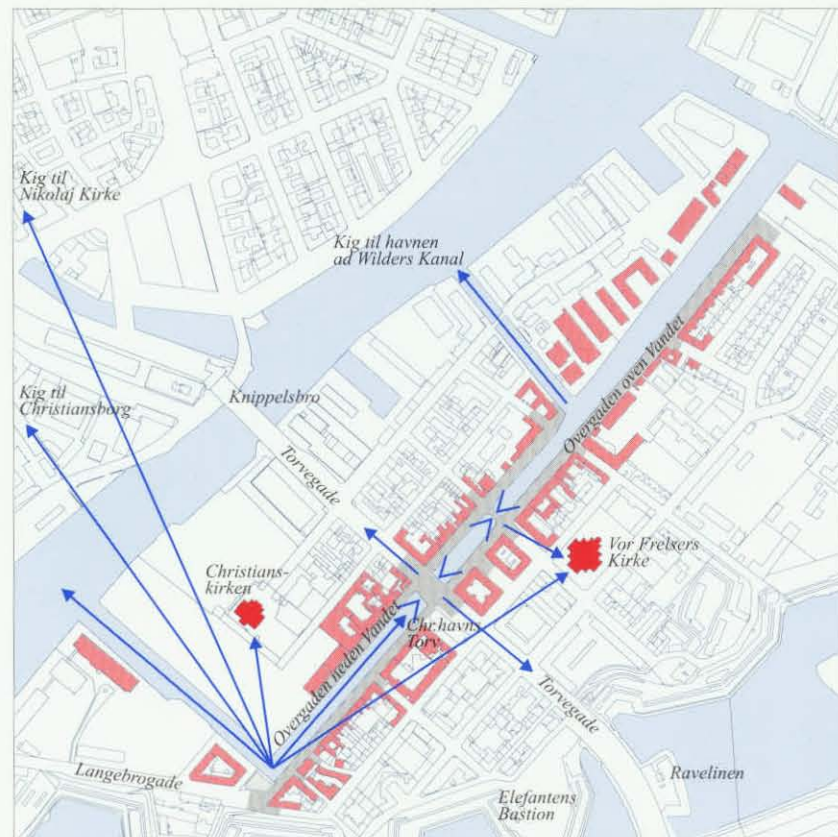 Kig til
Nikolaj Kirke
Kig til havnen
ad Wilders Kanal
Kig til
Christiansborg
Knippelsbro
Torvegade
Overgaden oven Vandet
Christians-
kirken
Vor Frelsers
Kirke
Overgaden neden Vandet
Chr.havns
Torv
Torvegade
Langebrogade
Ravelinen
Elefantens
Bastion